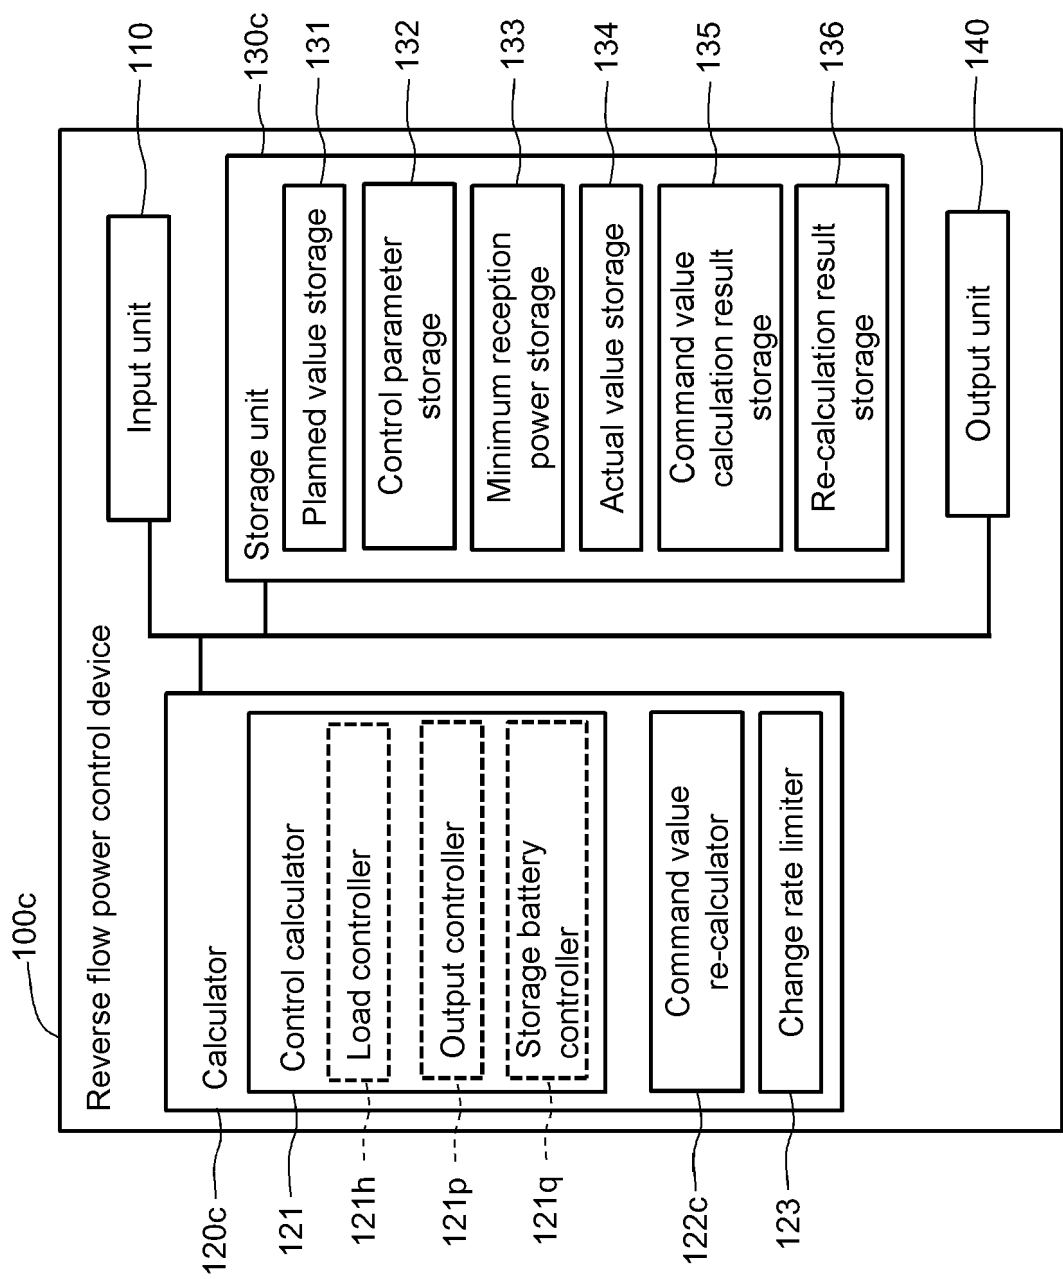 100c
Reverse flow power control device
120c
Calculator
121
Control calculator
121h
Load controller
121p
Output controller
121q
Storage battery
controller
122c
Command value
re-calculator
123
Change rate limiter
Input unit
110
Storage unit
130c
Planned value storage
131
Control parameter
storage
132
Minimum reception
power storage
133
Actual value storage
134
Command value
calculation result
storage
135
Re-calculation result
storage
136
Output unit
140